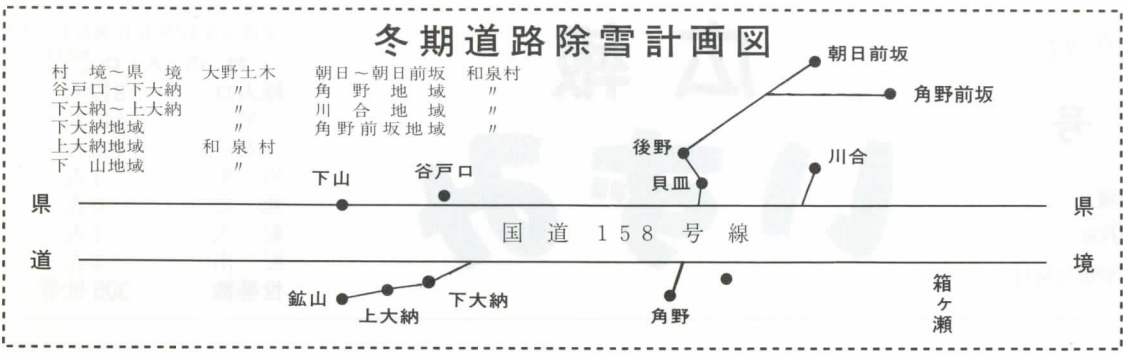 冬期道路除雪計画図
村境～県境 大野土木
谷戸口～下大納 〃
下大納～上大納 〃
下大納地域 〃
上大納地域 和泉村
下山地域 〃
朝日～朝日前坂 和泉村
角野地域 〃
川合地域 〃
角野前坂地域 〃
朝日前坂
角野前坂
後野
川合
貝皿
谷戸口
下山
県 県
国道 158 号線
道 境
鉱山
上大納
下大納
角野
箱ヶ瀬